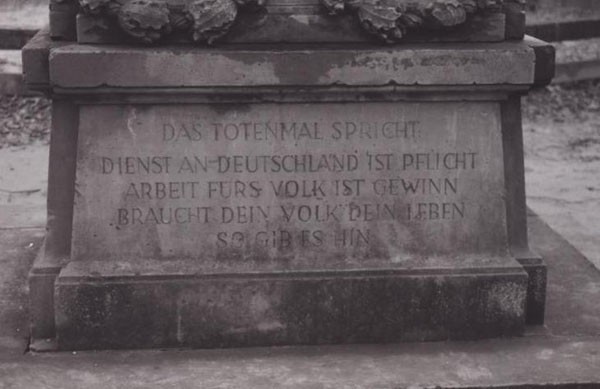 DAS TOTENMAL SPRICHT
DIENST AN DEUTSCHLAND IST PFLICHT
ARBEIT FÜRS VOLK IST GEWINN
BRAUCHT DEIN VOLK DEIN LEBEN
SO GIB ES HIN